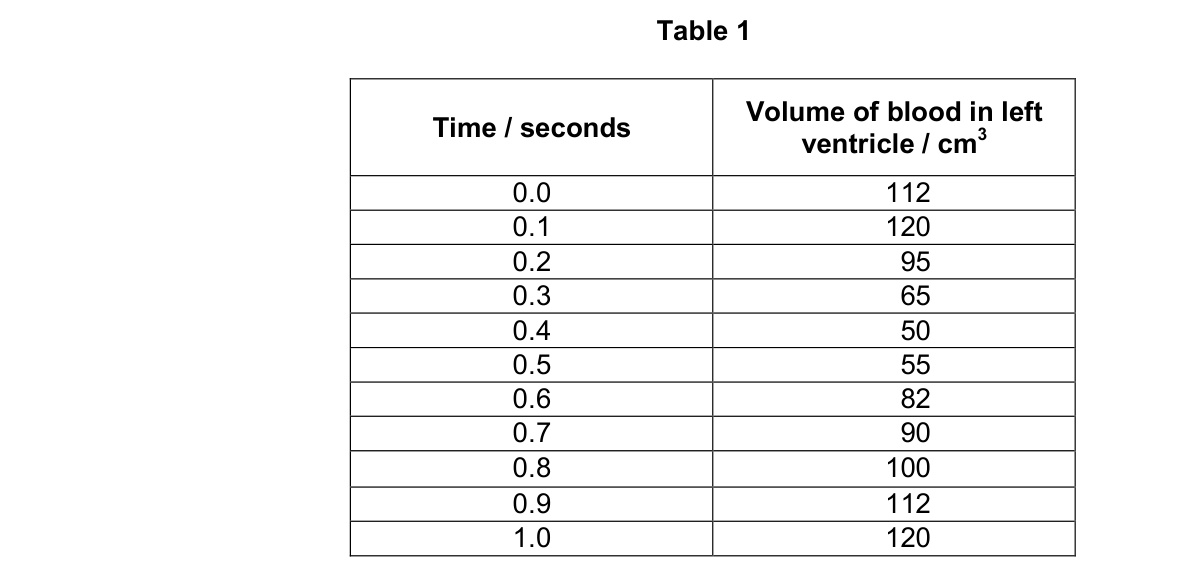 Table 1
Time / seconds
Volume of blood in left
ventricle / cm³
0.0 112
0.1 120
0.2 95
0.3 65
0.4 50
0.5 55
0.6 82
0.7 90
0.8 100
0.9 112
1.0 120